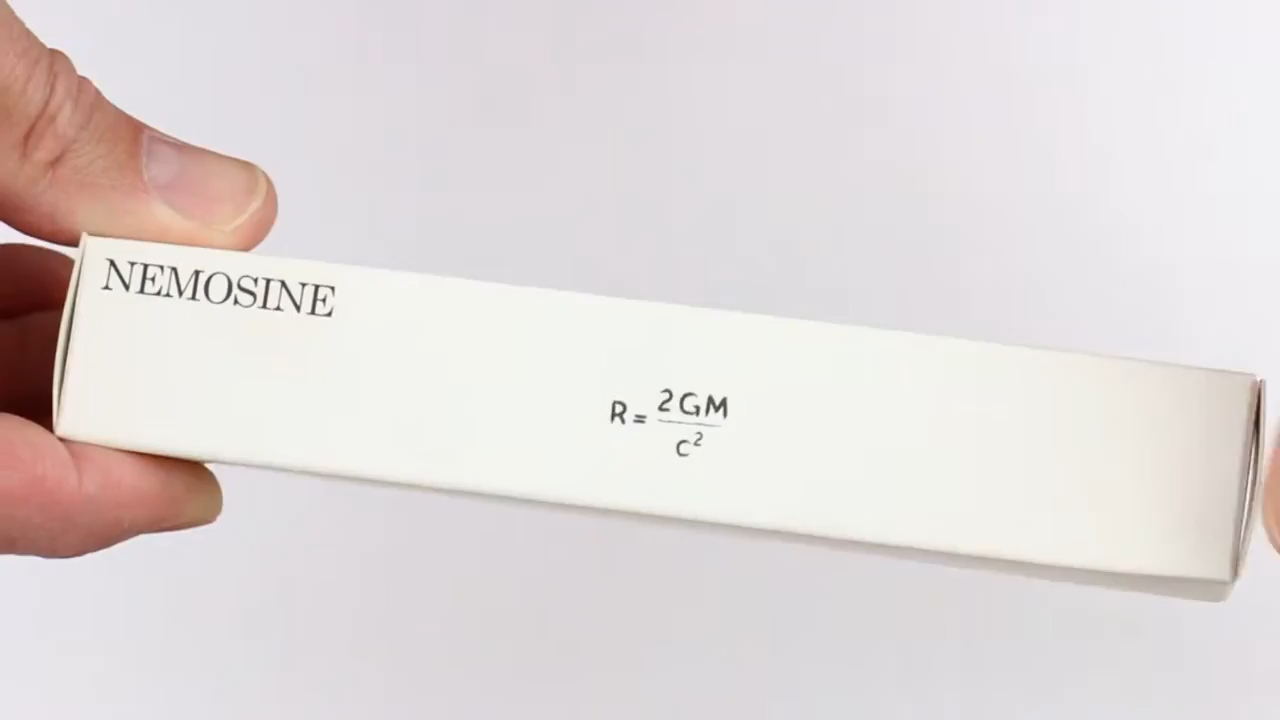 NEMOSINE
R = 2GM / c²